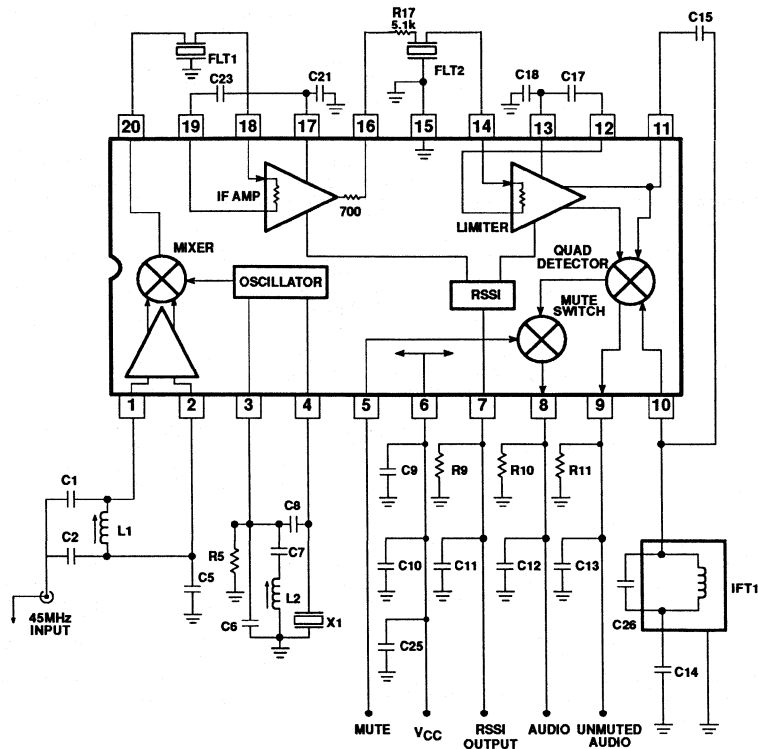 R17
5.1k
C15
FLT1
FLT2
C23
C21
C18
C17
20
19
18
17
16
15
14
13
12
11
IF AMP
700
LIMITER
MIXER
OSCILLATOR
RSSI
QUAD
DETECTOR
MUTE
SWITCH
1
2
3
4
5
6
7
8
9
10
C1
L1
C2
C5
45MHz
INPUT
C8
R5
C7
L2
C6
X1
C9
R9
R10
R11
C10
C11
C12
C13
C25
C26
IFT1
C14
MUTE
VCC
RSSI
OUTPUT
AUDIO
UNMUTED
AUDIO